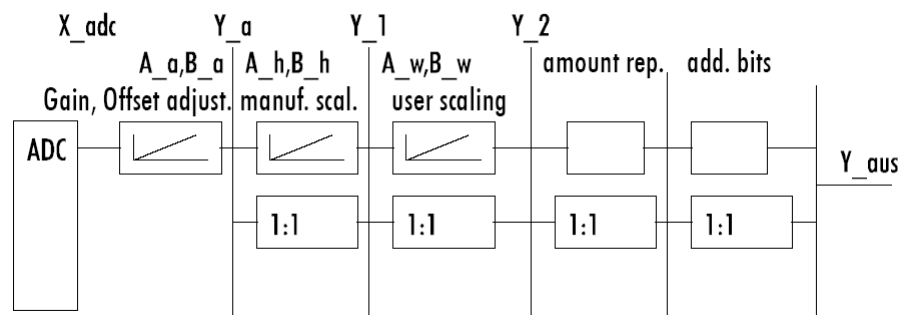 X_adc Y_a Y_1 Y_2
A_a,B_a A_h,B_h A_w,B_w amount rep. add. bits
Gain, Offset adjust. manuf. scal. user scaling
ADC
Y_aus
1:1 1:1 1:1 1:1